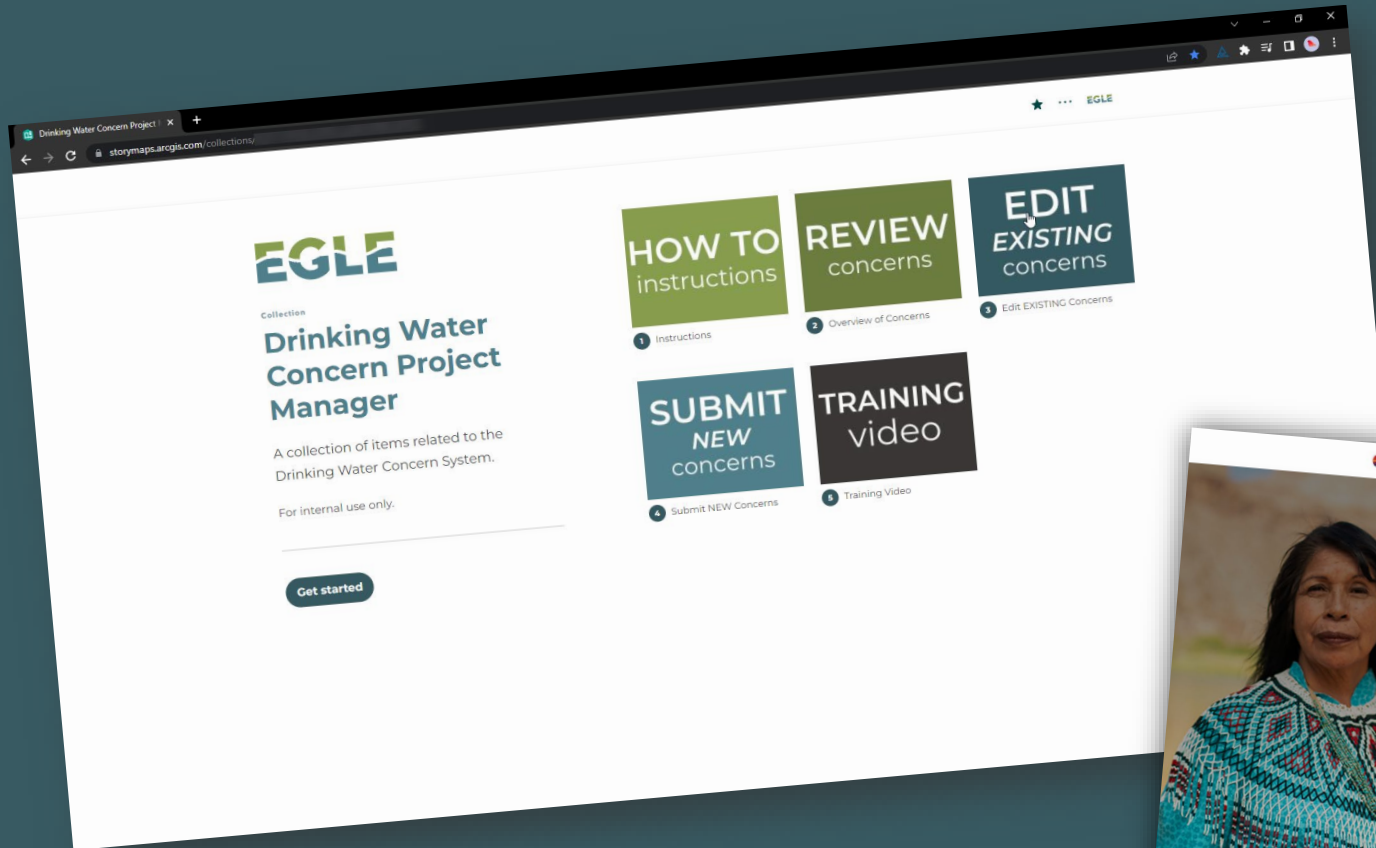 Drinking Water Concern Project
storymaps.arcgis.com/collections/
EGLE
EGLE
Collection
Drinking Water
Concern Project
Manager
A collection of items related to the
Drinking Water Concern System.
For internal use only.
Get started
HOW TO
instructions
1 Instructions
REVIEW
concerns
2 Overview of Concerns
EDIT
EXISTING
concerns
3 Edit EXISTING Concerns
SUBMIT
NEW
concerns
4 Submit NEW Concerns
TRAINING
video
5 Training Video